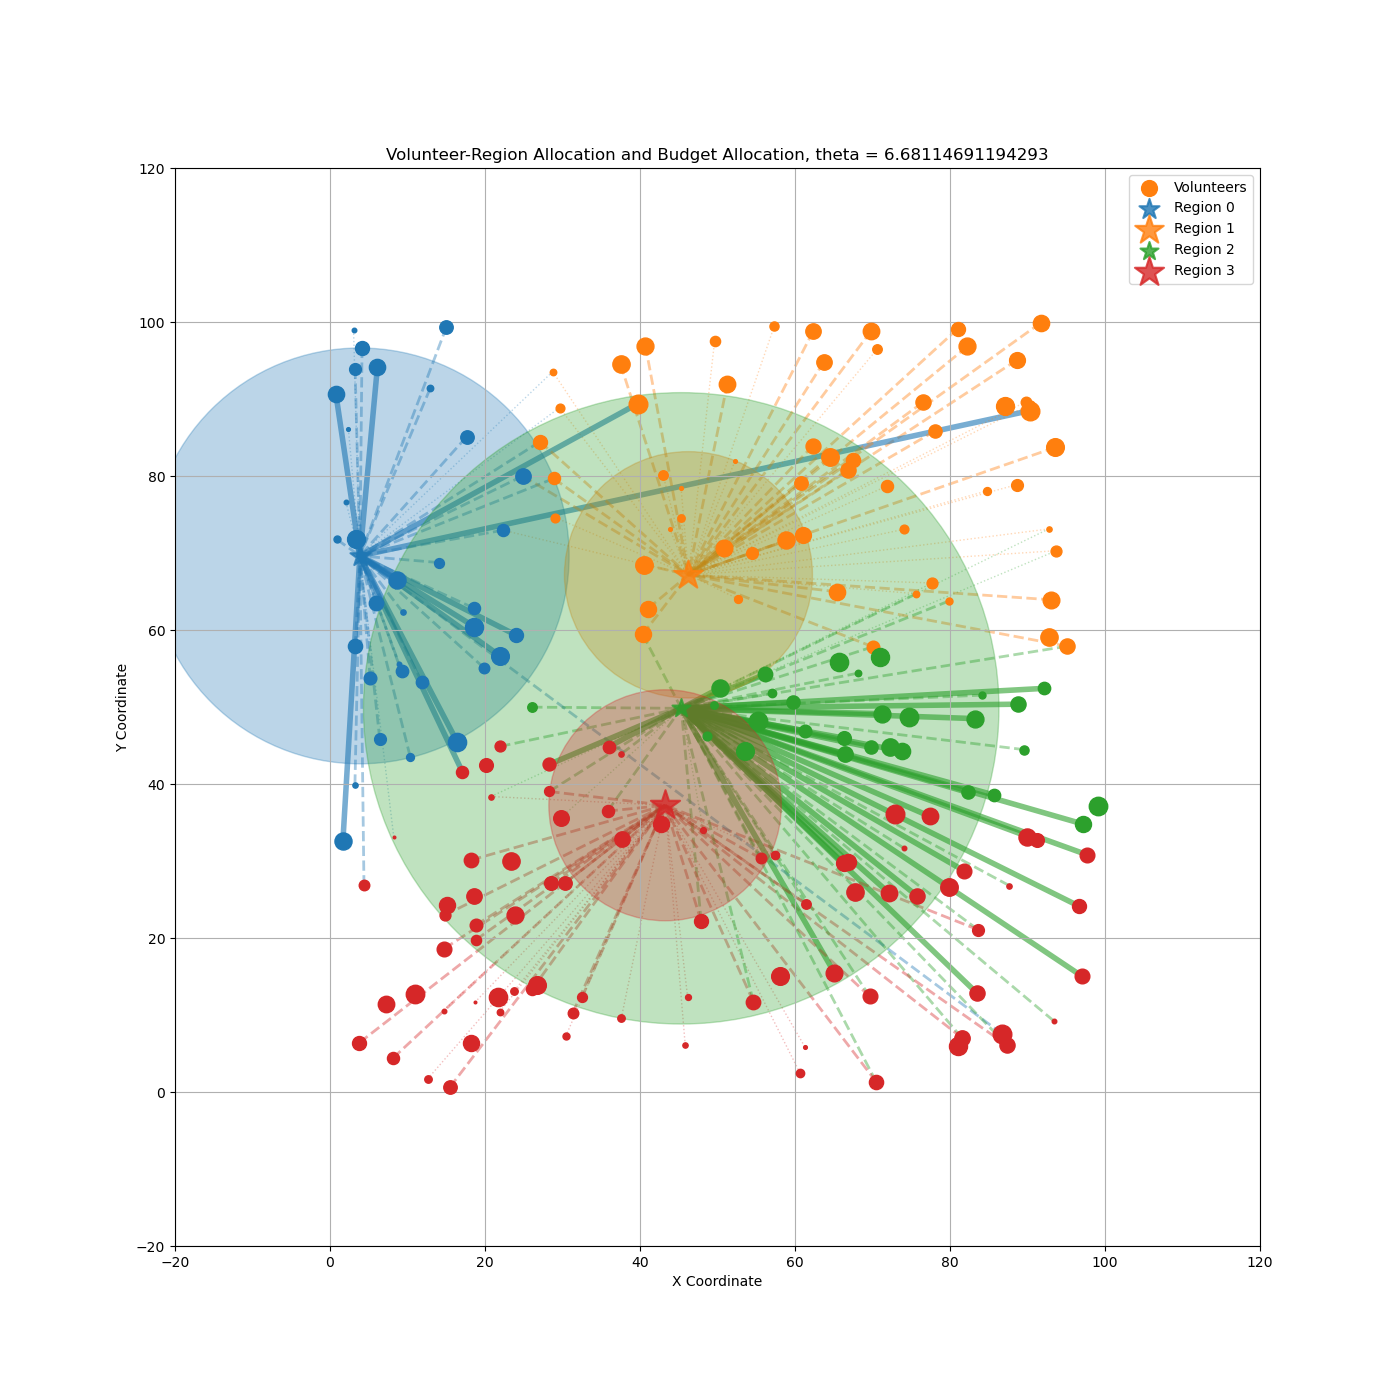 Volunteer-Region Allocation and Budget Allocation, theta = 6.68114691194293
Volunteers
Region 0
Region 1
Region 2
Region 3
Y Coordinate
120
100
80
60
40
20
0
−20
−20
0
20
40
60
80
100
120
X Coordinate